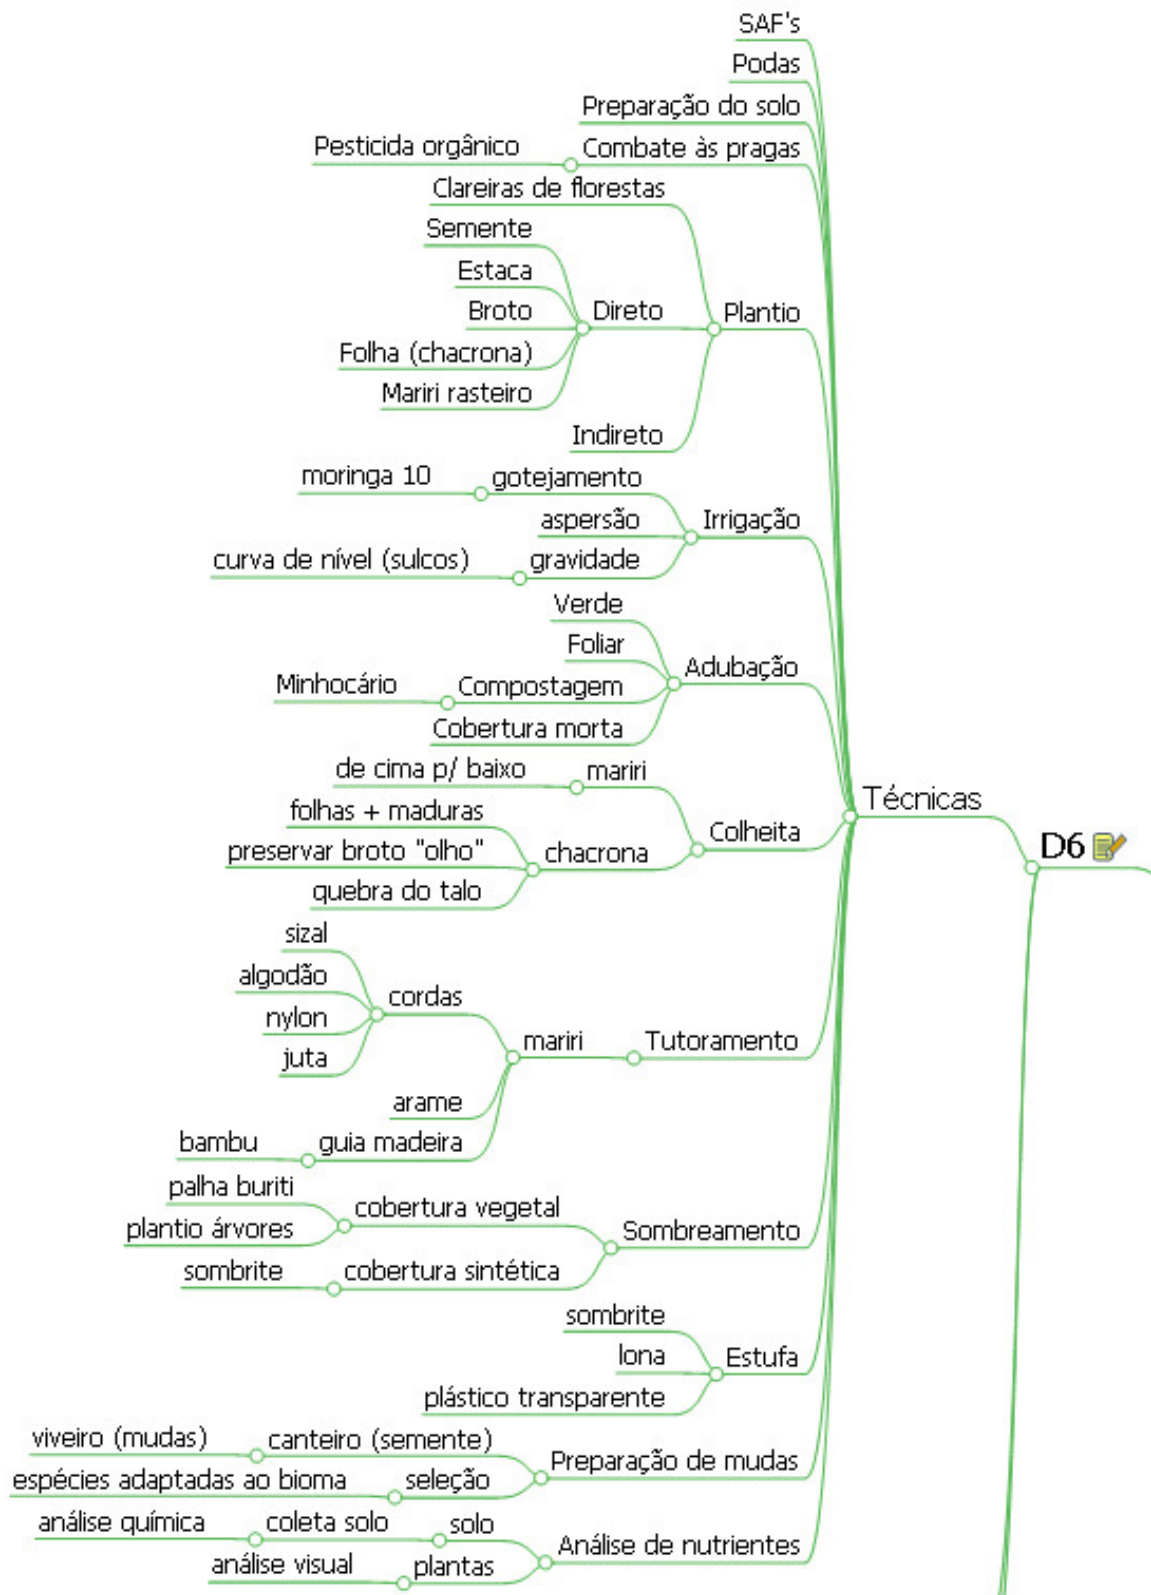 SAF's
Podas
Preparação do solo
Pesticida orgânico Combate às pragas
Clareiras de florestas
Semente
Estaca
Broto Direto Plantio
Folha (chacrona)
Mariri rasteiro
Indireto
moringa 10 gotejamento
aspersão Irrigação
curva de nível (sulcos) gravidade
Verde
Foliar
Adubação
Minhocário Compostagem
Cobertura morta
de cima p/ baixo mariri
Técnicas
folhas + maduras
Colheita
preservar broto "olho" chacrona
D6
quebra do talo
sizal
algodão
cordas
nylon
juta
mariri Tutoramento
arame
bambu guia madeira
palha buriti
cobertura vegetal
plantio árvores Sombreamento
sombrite cobertura sintética
sombrite
lona Estufa
plástico transparente
viveiro (mudas) canteiro (semente)
Preparação de mudas
espécies adaptadas ao bioma seleção
análise química coleta solo solo
Análise de nutrientes
análise visual plantas